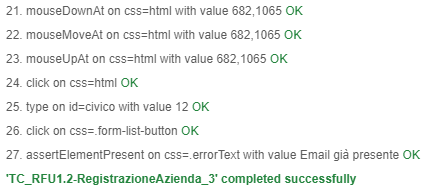 21. mouseDownAt on css=html with value 682,1065 OK
22. mouseMoveAt on css=html with value 682,1065 OK
23. mouseUpAt on css=html with value 682,1065 OK
24. click on css=html OK
25. type on id=civico with value 12 OK
26. click on css=.form-list-button OK
27. assertElementPresent on css=.errorText with value Email già presente OK
'TC_RFU1.2-RegistrazioneAzienda_3' completed successfully